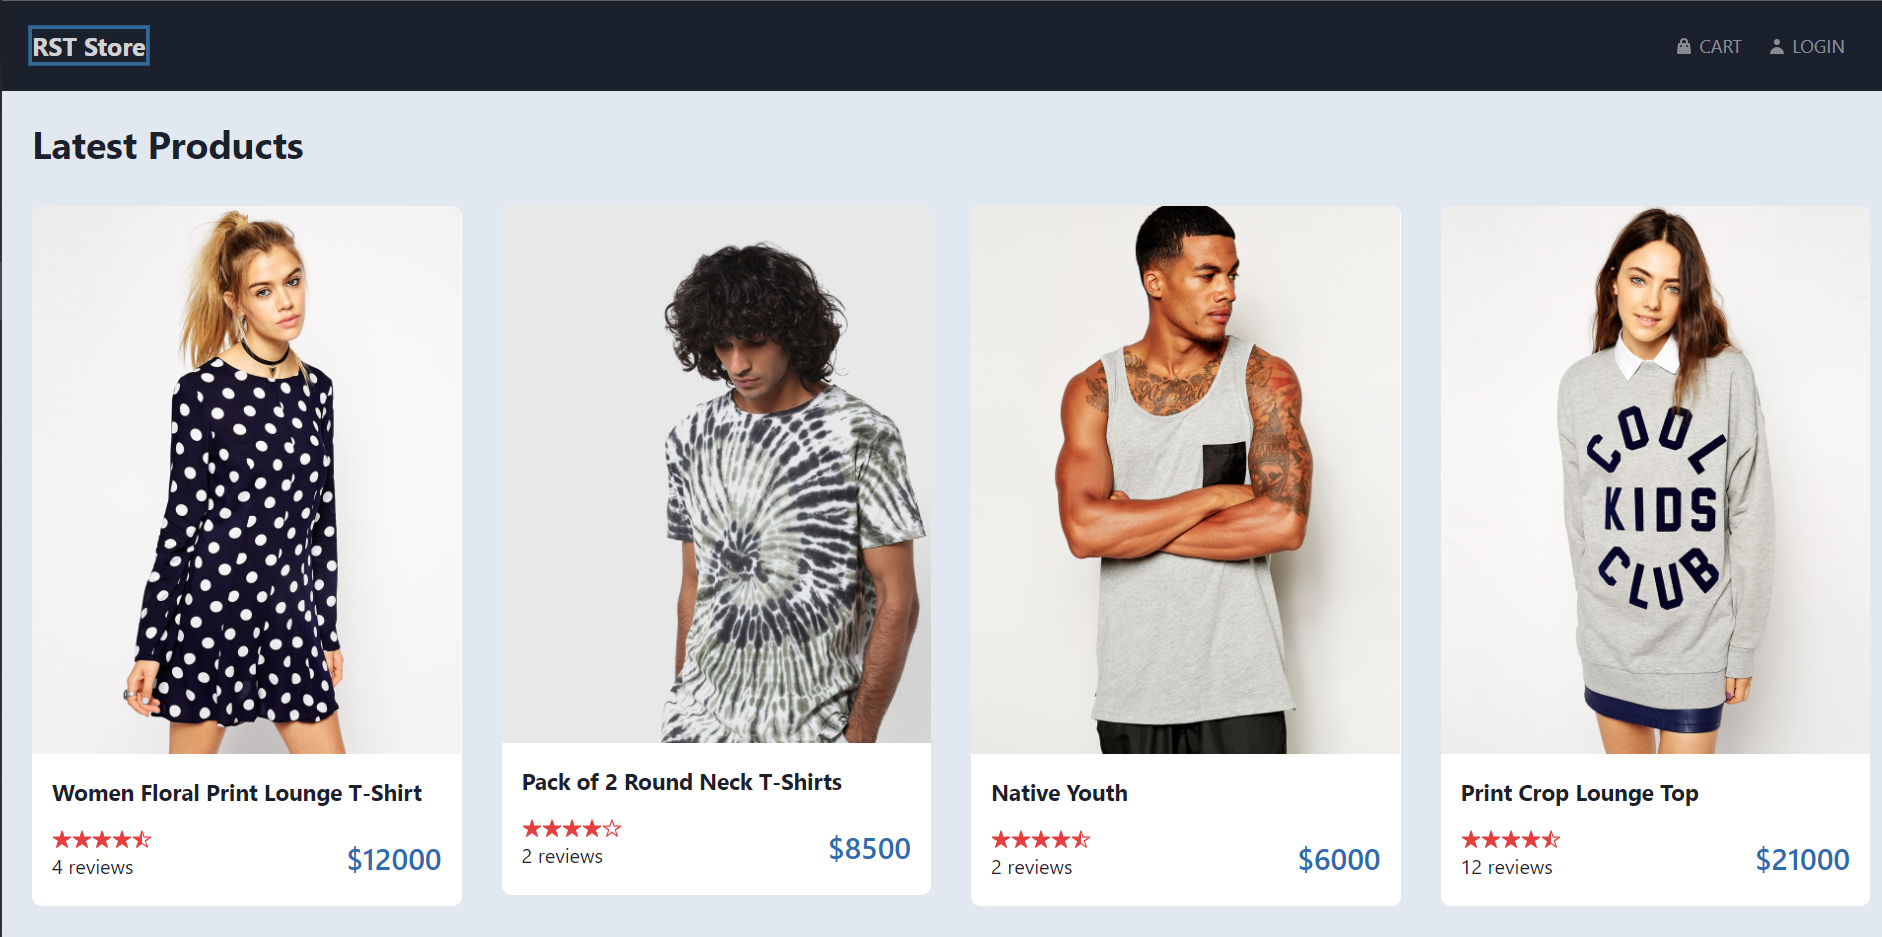 RST Store
CART
LOGIN
Latest Products
COOL
KIDS
CLUB
Women Floral Print Lounge T-Shirt
4 reviews
$12000
Pack of 2 Round Neck T-Shirts
2 reviews
$8500
Native Youth
2 reviews
$6000
Print Crop Lounge Top
12 reviews
$21000